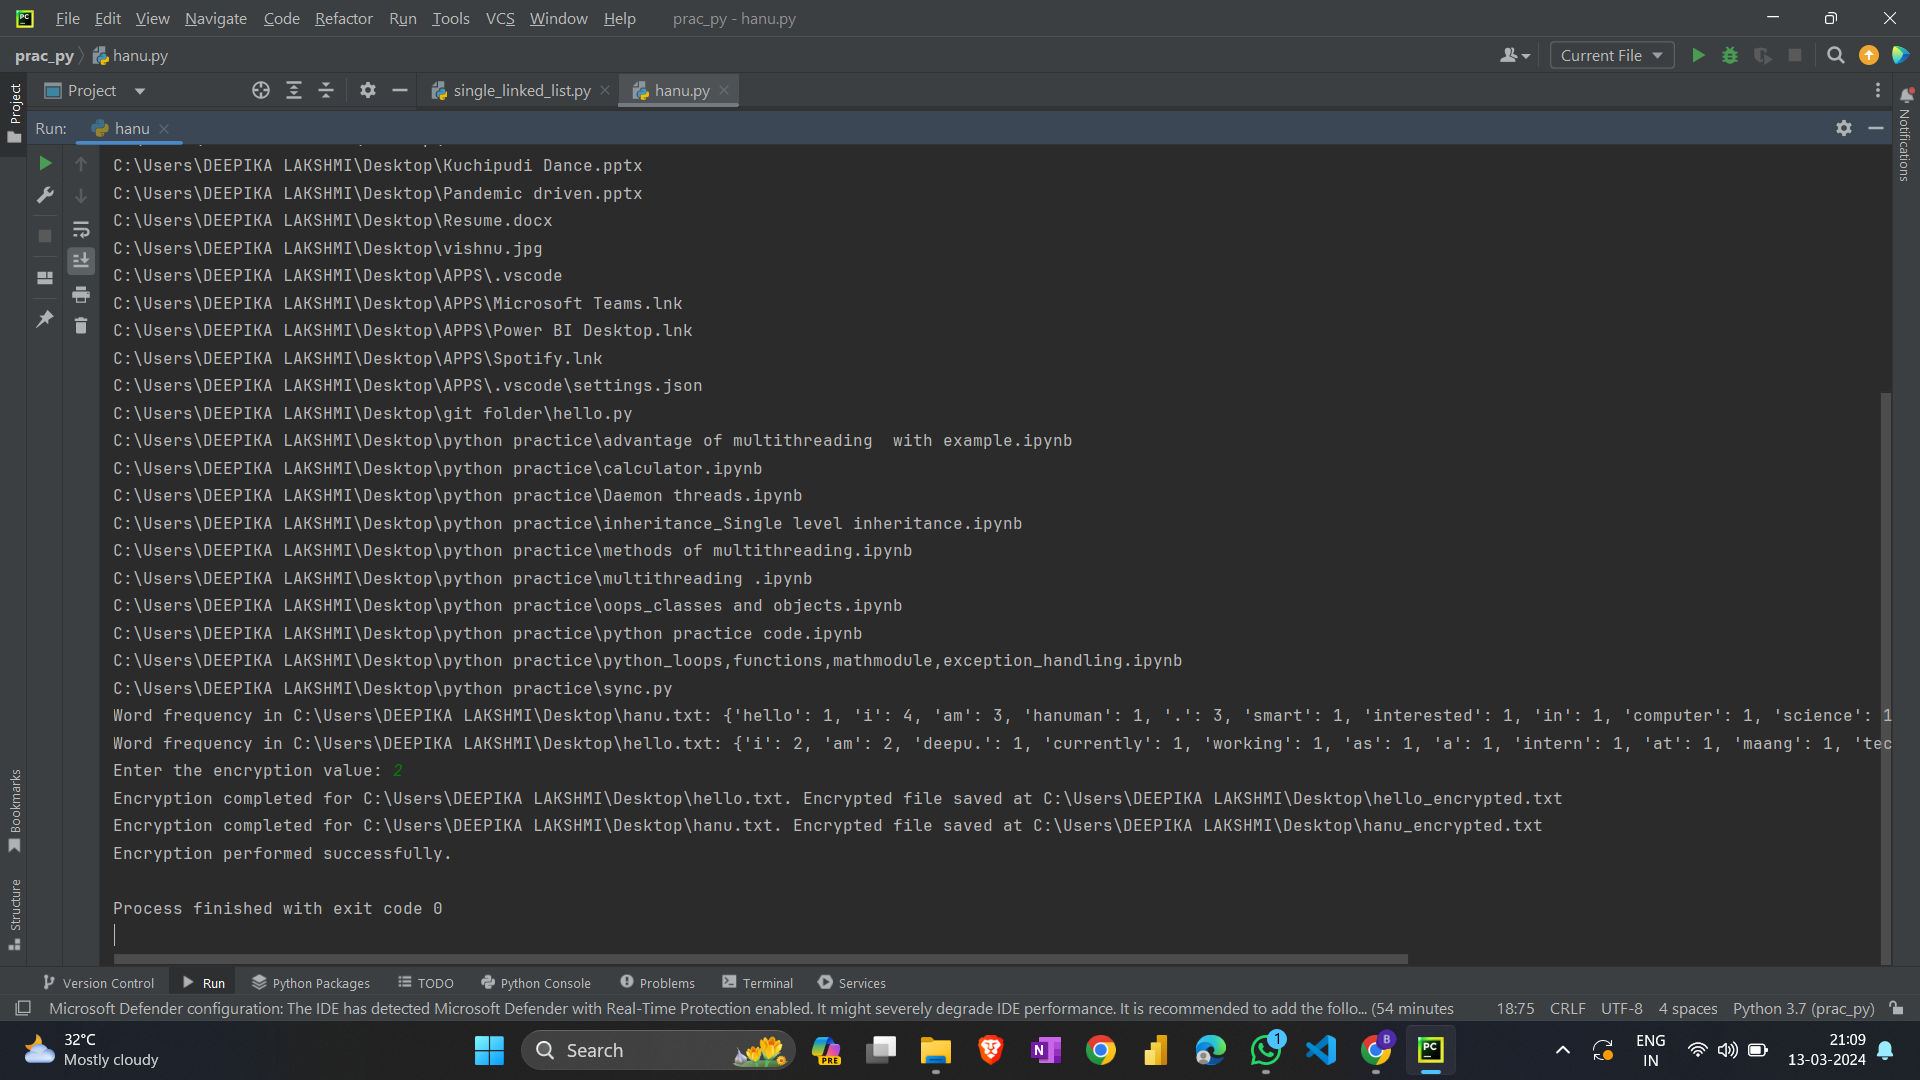 File Edit View Navigate Code Refactor Run Tools VCS Window Help prac_py - hanu.py
prac_py hanu.py Current File
Project single_linked_list.py hanu.py
Run: hanu
C:\Users\DEEPIKA LAKSHMI\Desktop\Kuchipudi Dance.pptx
C:\Users\DEEPIKA LAKSHMI\Desktop\Pandemic driven.pptx
C:\Users\DEEPIKA LAKSHMI\Desktop\Resume.docx
C:\Users\DEEPIKA LAKSHMI\Desktop\vishnu.jpg
C:\Users\DEEPIKA LAKSHMI\Desktop\APPS\.vscode
C:\Users\DEEPIKA LAKSHMI\Desktop\APPS\Microsoft Teams.lnk
C:\Users\DEEPIKA LAKSHMI\Desktop\APPS\Power BI Desktop.lnk
C:\Users\DEEPIKA LAKSHMI\Desktop\APPS\Spotify.lnk
C:\Users\DEEPIKA LAKSHMI\Desktop\APPS\.vscode\settings.json
C:\Users\DEEPIKA LAKSHMI\Desktop\git folder\hello.py
C:\Users\DEEPIKA LAKSHMI\Desktop\python practice\advantage of multithreading  with example.ipynb
C:\Users\DEEPIKA LAKSHMI\Desktop\python practice\calculator.ipynb
C:\Users\DEEPIKA LAKSHMI\Desktop\python practice\Daemon threads.ipynb
C:\Users\DEEPIKA LAKSHMI\Desktop\python practice\inheritance_Single level inheritance.ipynb
C:\Users\DEEPIKA LAKSHMI\Desktop\python practice\methods of multithreading.ipynb
C:\Users\DEEPIKA LAKSHMI\Desktop\python practice\multithreading .ipynb
C:\Users\DEEPIKA LAKSHMI\Desktop\python practice\oops_classes and objects.ipynb
C:\Users\DEEPIKA LAKSHMI\Desktop\python practice\python practice code.ipynb
C:\Users\DEEPIKA LAKSHMI\Desktop\python practice\python_loops,functions,mathmodule,exception_handling.ipynb
C:\Users\DEEPIKA LAKSHMI\Desktop\python practice\sync.py
Word frequency in C:\Users\DEEPIKA LAKSHMI\Desktop\hanu.txt: {'hello': 1, 'i': 4, 'am': 3, 'hanuman': 1, '.': 3, 'smart': 1, 'interested': 1, 'in': 1, 'computer': 1, 'science': 1
Word frequency in C:\Users\DEEPIKA LAKSHMI\Desktop\hello.txt: {'i': 2, 'am': 2, 'deepu.': 1, 'currently': 1, 'working': 1, 'as': 1, 'a': 1, 'intern': 1, 'at': 1, 'maang': 1, 'tec
Enter the encryption value: 2
Encryption completed for C:\Users\DEEPIKA LAKSHMI\Desktop\hello.txt. Encrypted file saved at C:\Users\DEEPIKA LAKSHMI\Desktop\hello_encrypted.txt
Encryption completed for C:\Users\DEEPIKA LAKSHMI\Desktop\hanu.txt. Encrypted file saved at C:\Users\DEEPIKA LAKSHMI\Desktop\hanu_encrypted.txt
Encryption performed successfully.
Process finished with exit code 0
Project
Bookmarks
Structure
Notifications
Version Control Run Python Packages TODO Python Console Problems Terminal Services
Microsoft Defender configuration: The IDE has detected Microsoft Defender with Real-Time Protection enabled. It might severely degrade IDE performance. It is recommended to add the follo... (54 minutes 18:75 CRLF UTF-8 4 spaces Python 3.7 (prac_py)
32°C
Mostly cloudy
Search
PRE
1
B
PC
ENG
IN
21:09
13-03-2024